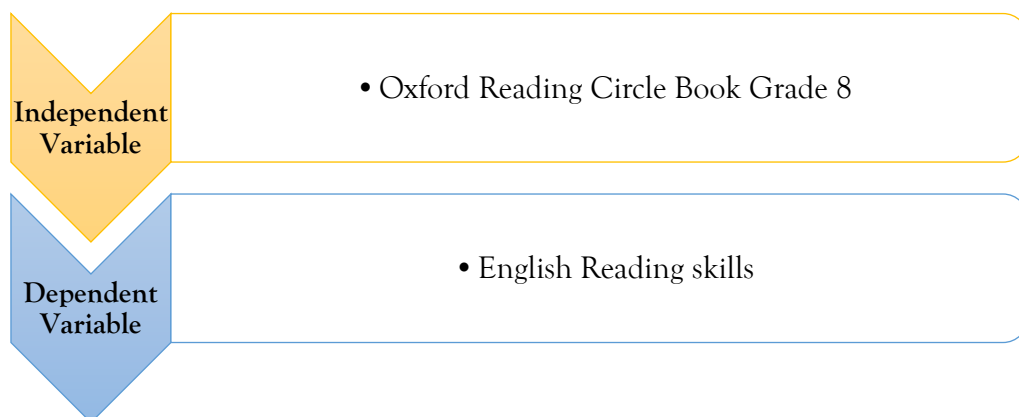 Independent
Variable
• Oxford Reading Circle Book Grade 8
Dependent
Variable
• English Reading skills